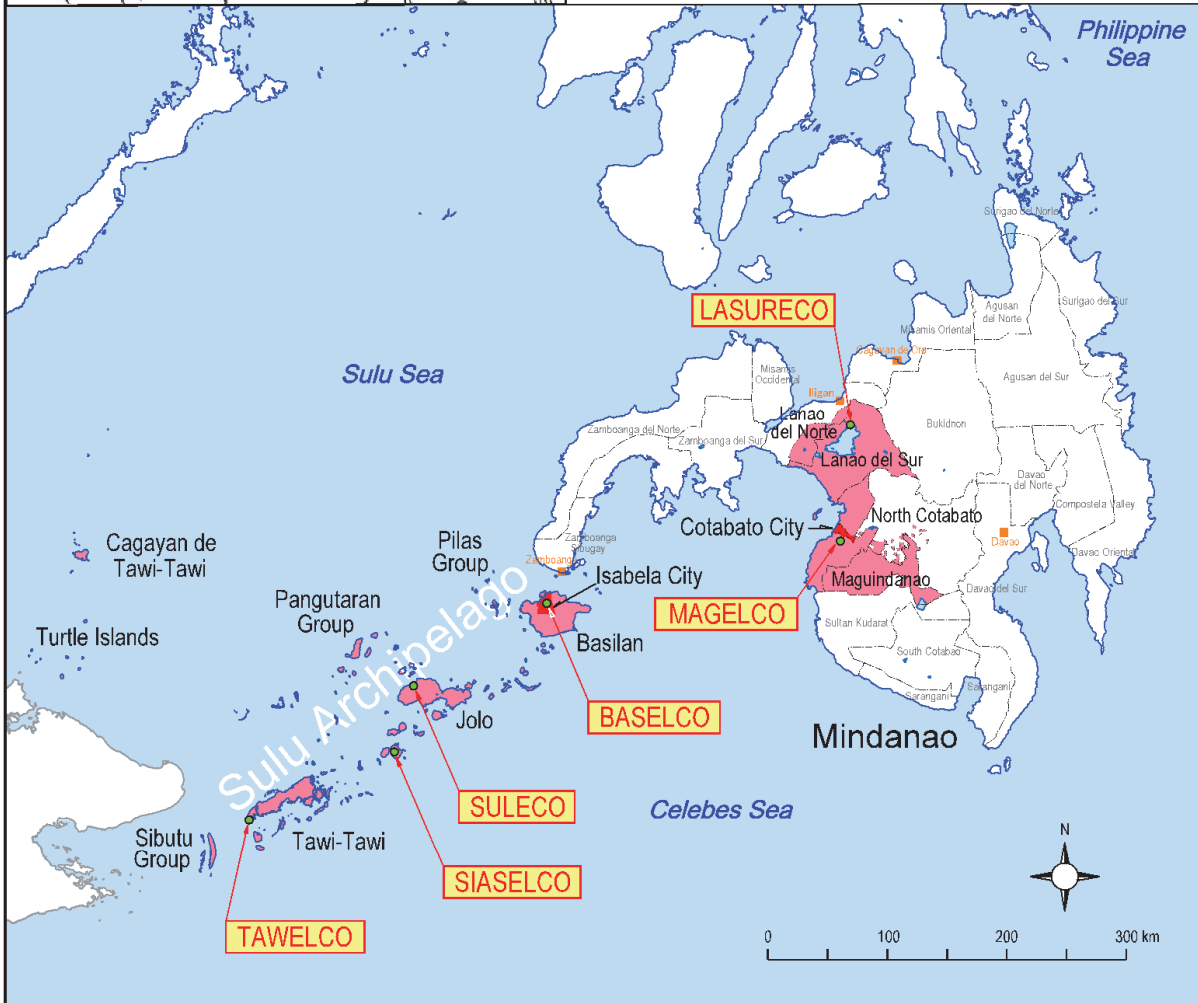 Philippine
Sea
Surigao del Norte
LASURECO
Agusan
del Norte
Surigao del Sur
Misamis Oriental
Cagayan de Oro
Sulu Sea
Misamis
Occidental
Agusan del Sur
Iligan
Lanao
del Norte
Bukidnon
Zamboanga del Norte
Zamboanga del Sur
Lanao del Sur
Davao
del Norte
Compostela Valley
North Cotabato
Cotabato City
Cagayan de
Tawi-Tawi
Pilas
Group
Zamboanga
Sibugay
Davao
Davao Oriental
Zamboang
Isabela City
Maguindanao
Davao del Sur
Pangutaran
Group
MAGELCO
Sultan Kudarat
Turtle Islands
Basilan
South Cotabao
Sulu Archipelago
Sarangani
Sarangani
Jolo
BASELCO
Mindanao
SULECO
Celebes Sea
Sibutu
Group
Tawi-Tawi
SIASELCO
N
TAWELCO
0 100 200 300 km